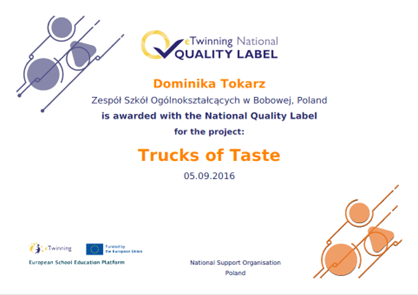 eTwinning National
QUALITY LABEL
Dominika Tokarz
Zespół Szkół Ogólnokształcących w Bobowej, Poland
is awarded with the National Quality Label
for the project:
Trucks of Taste
05.09.2016
eTwinning
Funded by
the European Union
European School Education Platform
National Support Organisation
Poland